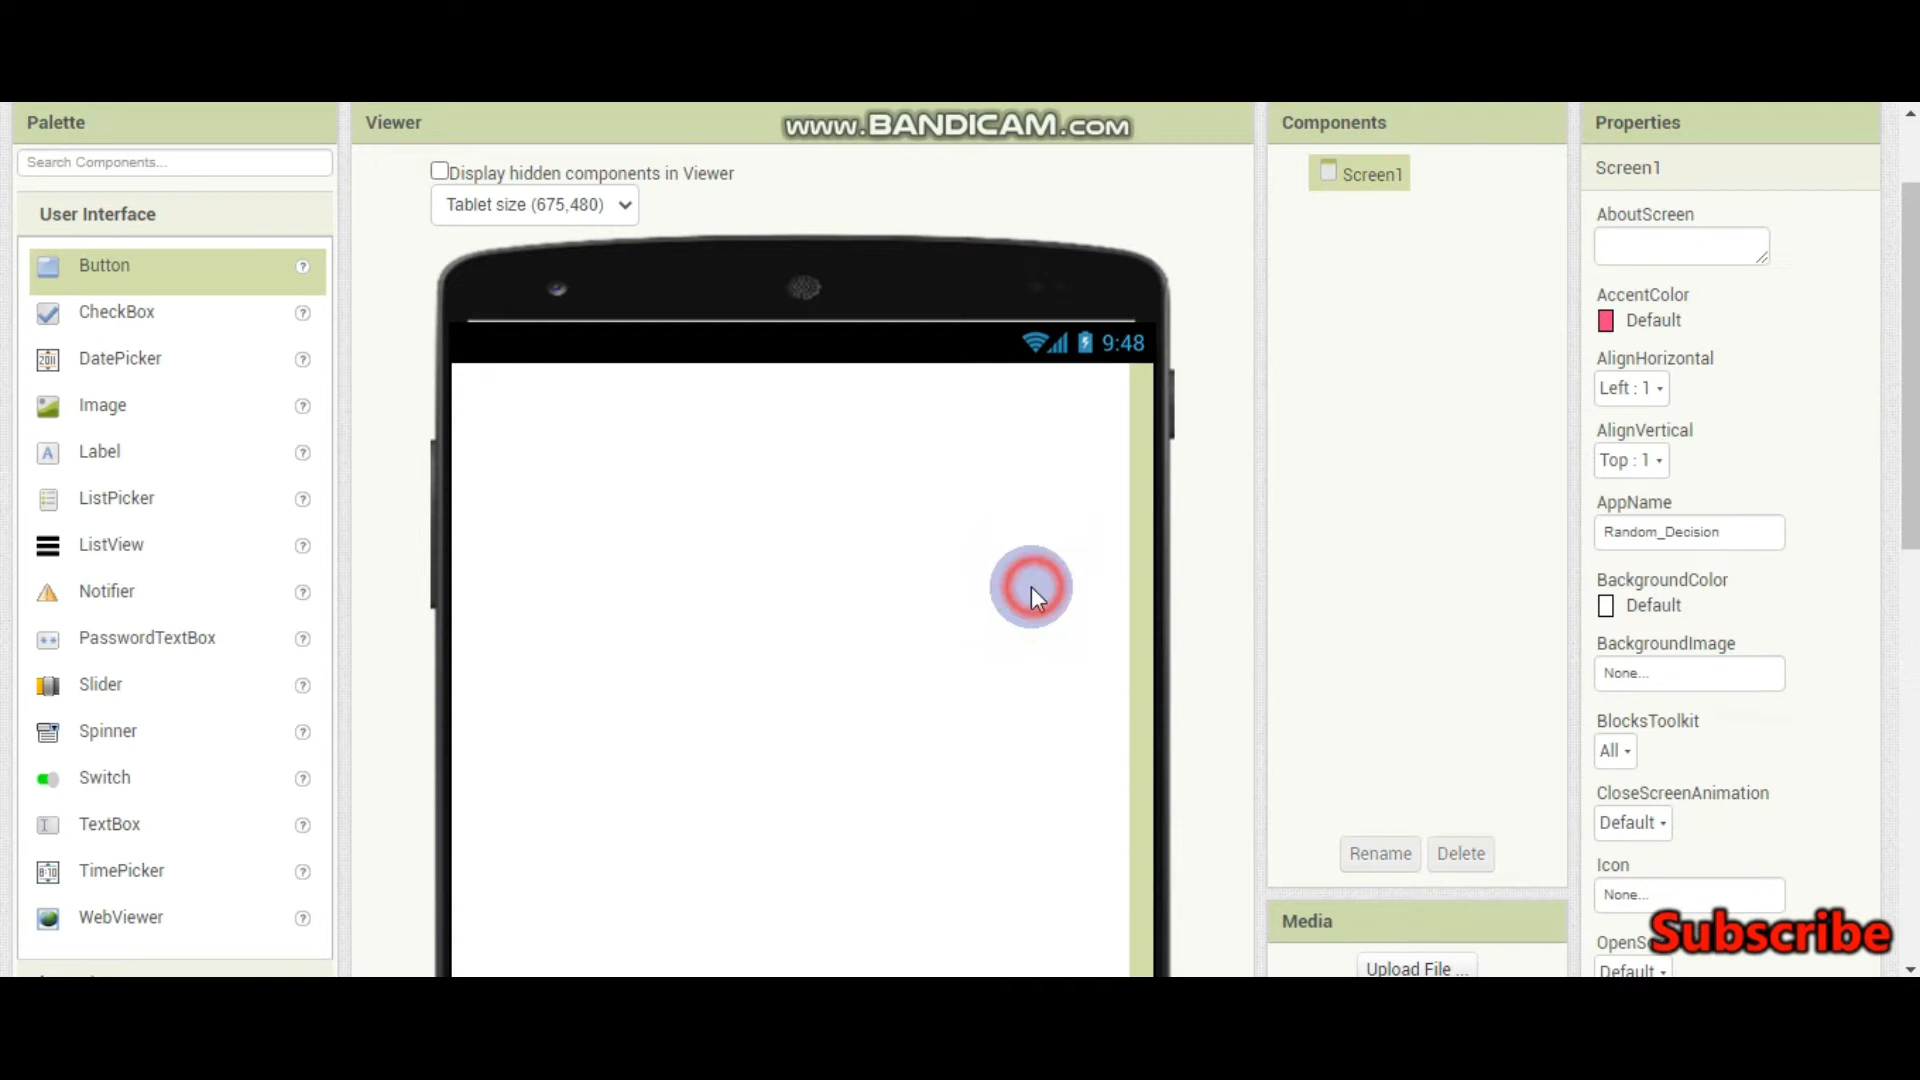 Palette
Search Components...
User Interface
Button ?
CheckBox ?
DatePicker ?
Image ?
Label ?
ListPicker ?
ListView ?
Notifier ?
PasswordTextBox ?
Slider ?
Spinner ?
Switch ?
TextBox ?
TimePicker ?
WebViewer ?
Viewer
www.BANDICAM.com
Display hidden components in Viewer
Tablet size (675,480)
9:48
Components
Screen1
Rename Delete
Media
Upload File ...
Properties
Screen1
AboutScreen
AccentColor
Default
AlignHorizontal
Left : 1
AlignVertical
Top : 1
AppName
Random_Decision
BackgroundColor
Default
BackgroundImage
None...
BlocksToolkit
All
CloseScreenAnimation
Default
Icon
None...
OpenS
Default
Subscribe